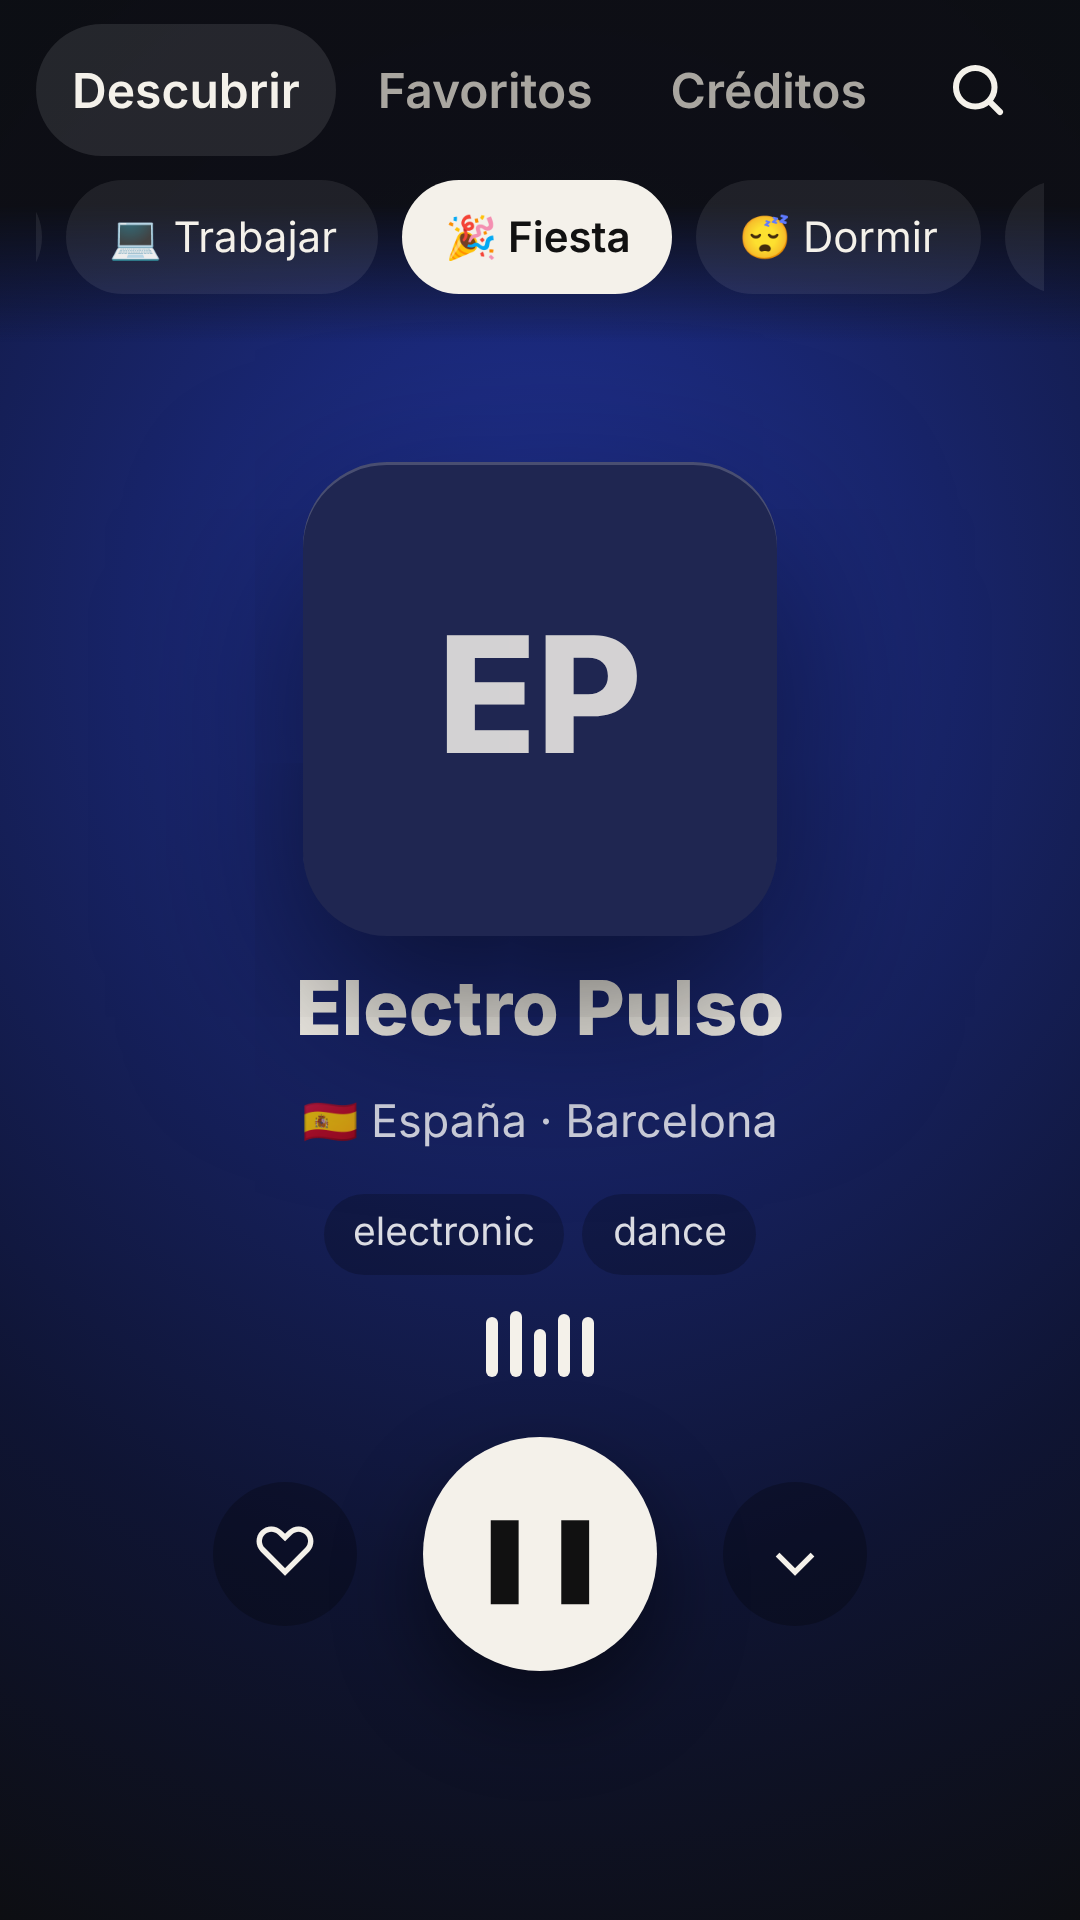 Descubrir Favoritos Créditos
💻 Trabajar 🎉 Fiesta 😴 Dormir
EP
Electro Pulso
🇪🇸 España · Barcelona
electronic dance